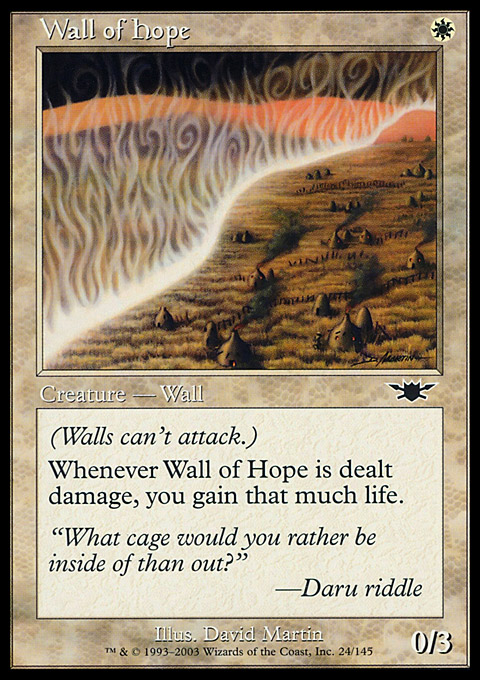 Wall of Hope
D. MARTIN
Creature — Wall
(Walls can't attack.)
Whenever Wall of Hope is dealt
damage, you gain that much life.
“What cage would you rather be
inside of than out?”
—Daru riddle
Illus. David Martin
™ & © 1993–2003 Wizards of the Coast, Inc. 24/145
0/3